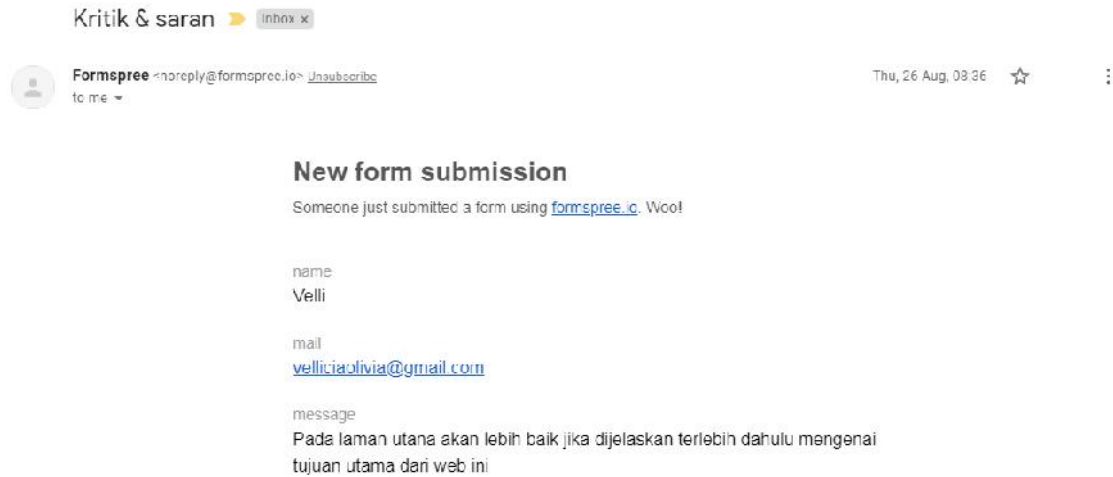 Kritik & saran Inbox x
Formspree <noreply@formspree.io> Unsubscribe Thu, 26 Aug, 08:36
to me
New form submission
Someone just submitted a form using formspree.io. Woo!
name
Velli
mail
velliciaolivia@gmail.com
message
Pada laman utana akan lebih baik jika dijelaskan terlebih dahulu mengenai
tujuan utama dari web ini